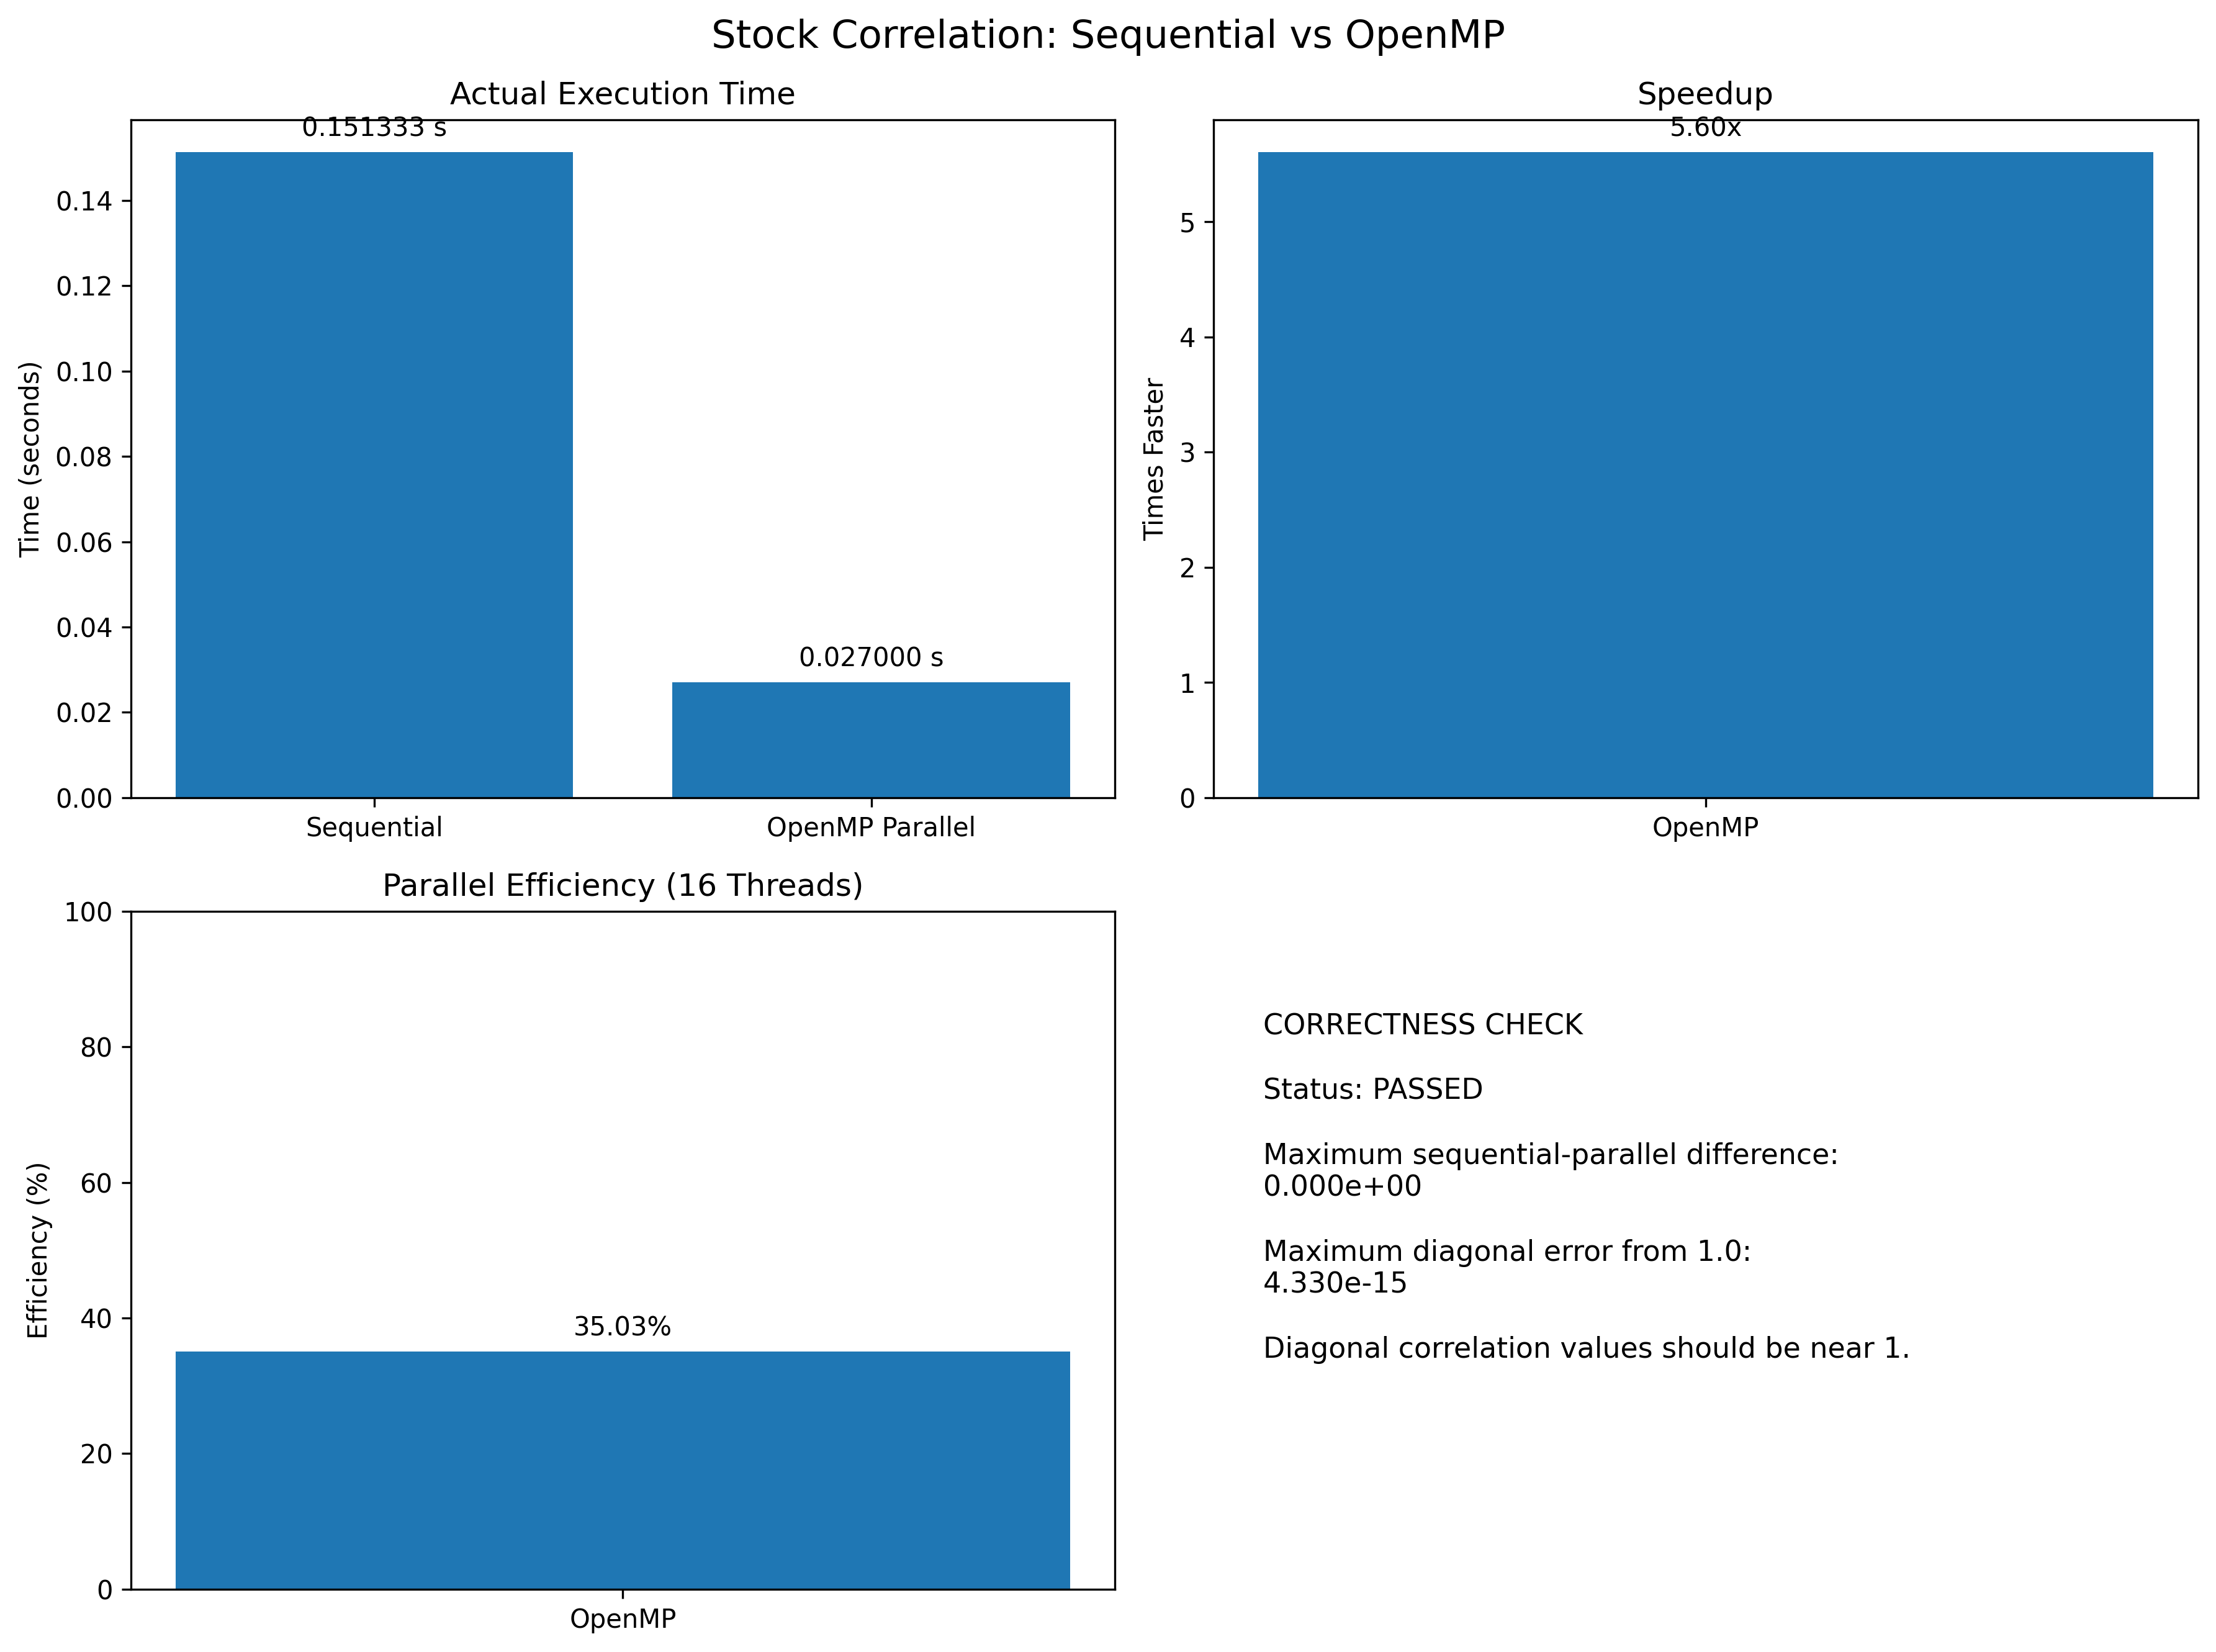 Stock Correlation: Sequential vs OpenMP
Actual Execution Time
0.151333 s
0.027000 s
Time (seconds)
0.14
0.12
0.10
0.08
0.06
0.04
0.02
0.00
Sequential
OpenMP Parallel
Speedup
5.60x
Times Faster
5
4
3
2
1
0
OpenMP
Parallel Efficiency (16 Threads)
35.03%
Efficiency (%)
100
80
60
40
20
0
OpenMP
CORRECTNESS CHECK
Status: PASSED
Maximum sequential-parallel difference:
0.000e+00
Maximum diagonal error from 1.0:
4.330e-15
Diagonal correlation values should be near 1.